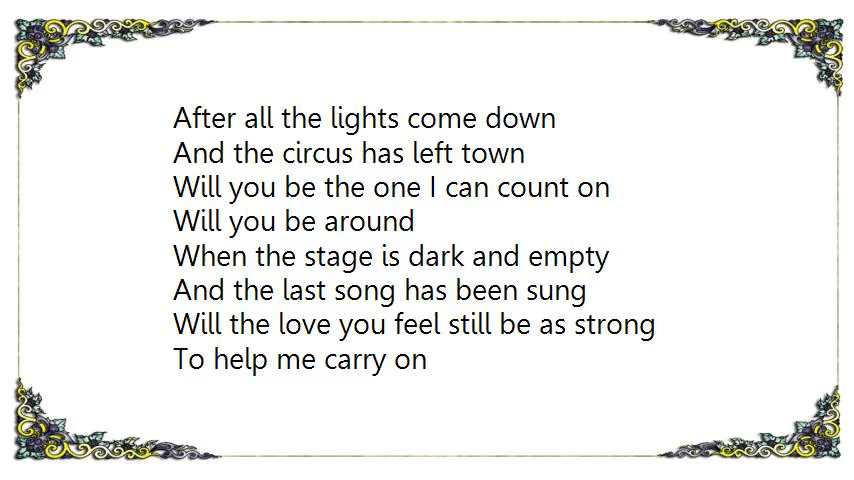 After all the lights come down
And the circus has left town
Will you be the one I can count on
Will you be around
When the stage is dark and empty
And the last song has been sung
Will the love you feel still be as strong
To help me carry on